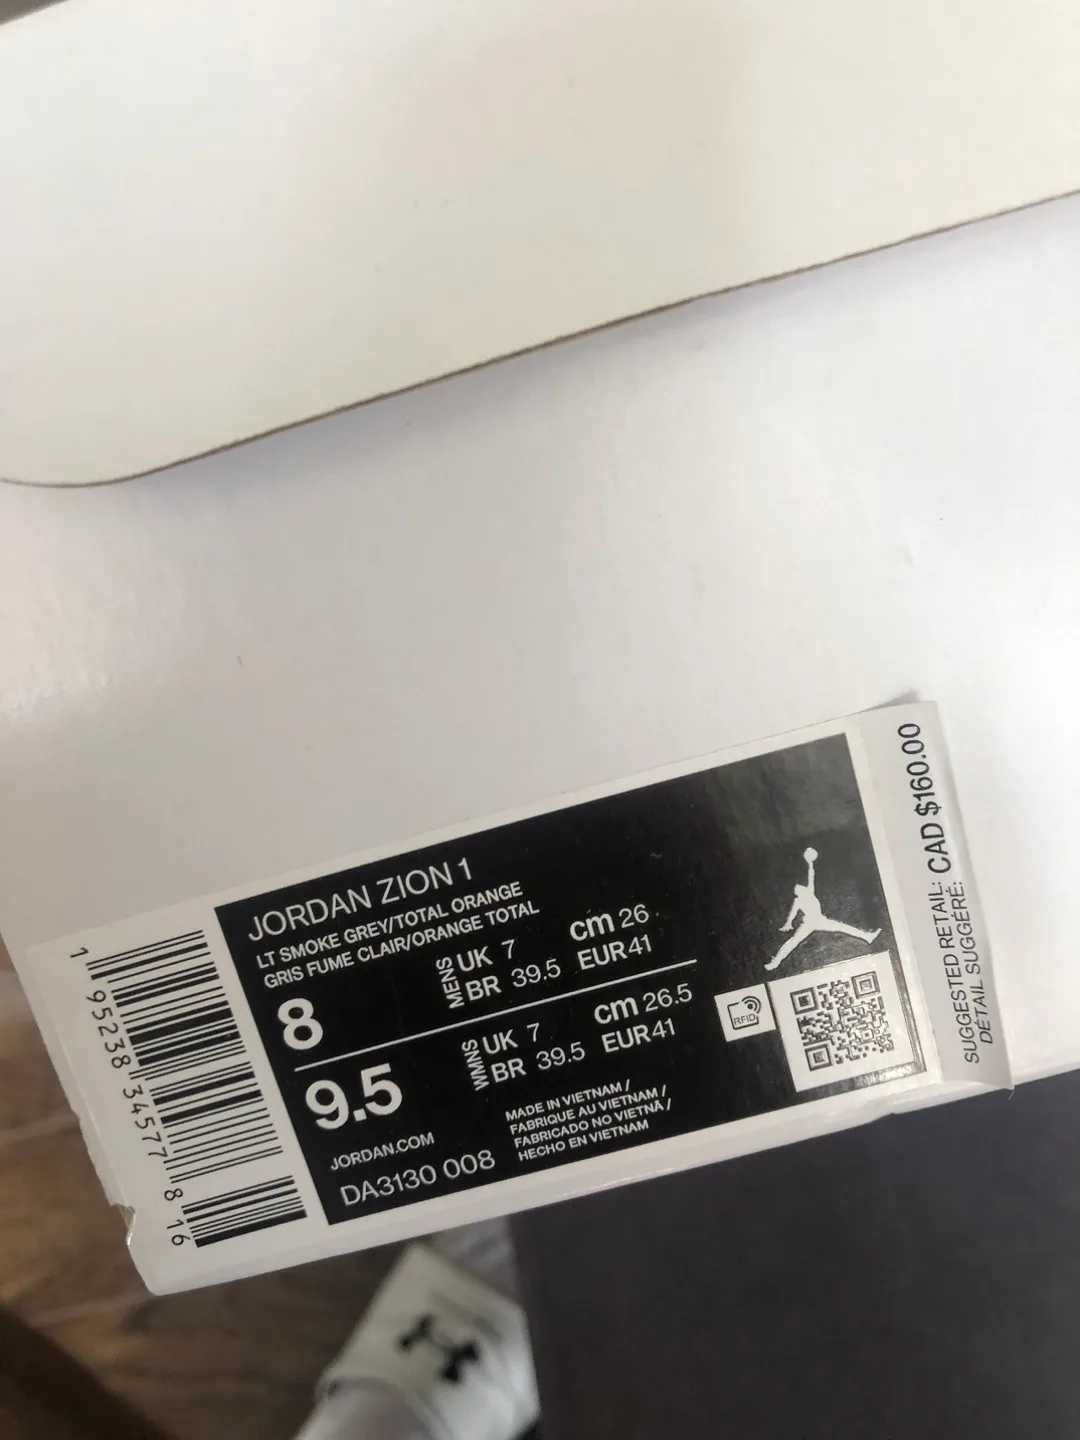 JORDAN ZION 1
LT SMOKE GREY/TOTAL ORANGE
GRIS FUME CLAIR/ORANGE TOTAL
8
MENS
UK 7
cm 26
BR 39.5
EUR 41
9.5
WMNS
UK 7
cm 26.5
BR 39.5
EUR 41
JORDAN.COM
DA3130 008
MADE IN VIETNAM /
FABRIQUE AU VIETNAM /
FABRICADO NO VIETNÃ /
HECHO EN VIETNAM
RFID
1 95238 34577 8 16
SUGGESTED RETAIL: CAD $160.00
DÉTAIL SUGGÉRÉ: